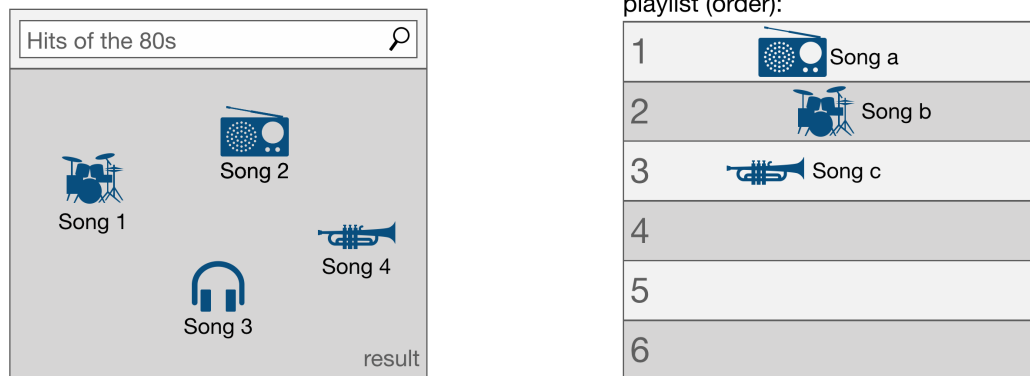 Hits of the 80s
Song 2
Song 1
Song 4
Song 3
result
playlist (order):
1 Song a
2 Song b
3 Song c
4
5
6